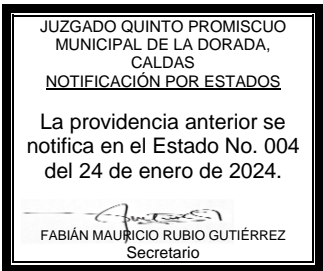 JUZGADO QUINTO PROMISCUO
MUNICIPAL DE LA DORADA,
CALDAS
NOTIFICACIÓN POR ESTADOS
La providencia anterior se
notifica en el Estado No. 004
del 24 de enero de 2024.
FABIÁN MAURICIO RUBIO GUTIÉRREZ
Secretario